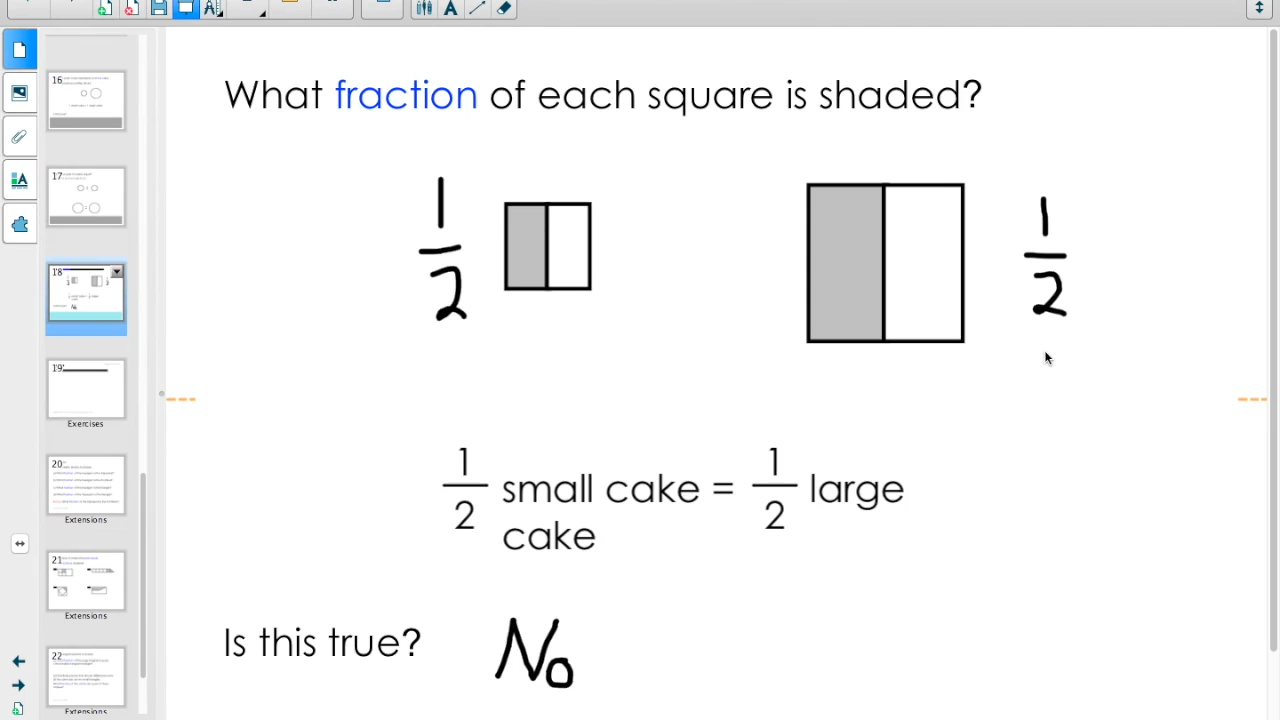 What fraction of each square is shaded?
1
2
1
2
1
2
small cake =
1
2
large
cake
Is this true?
No
16
17
18
19
Exercises
20
Extensions
21
Extensions
22
Extensions